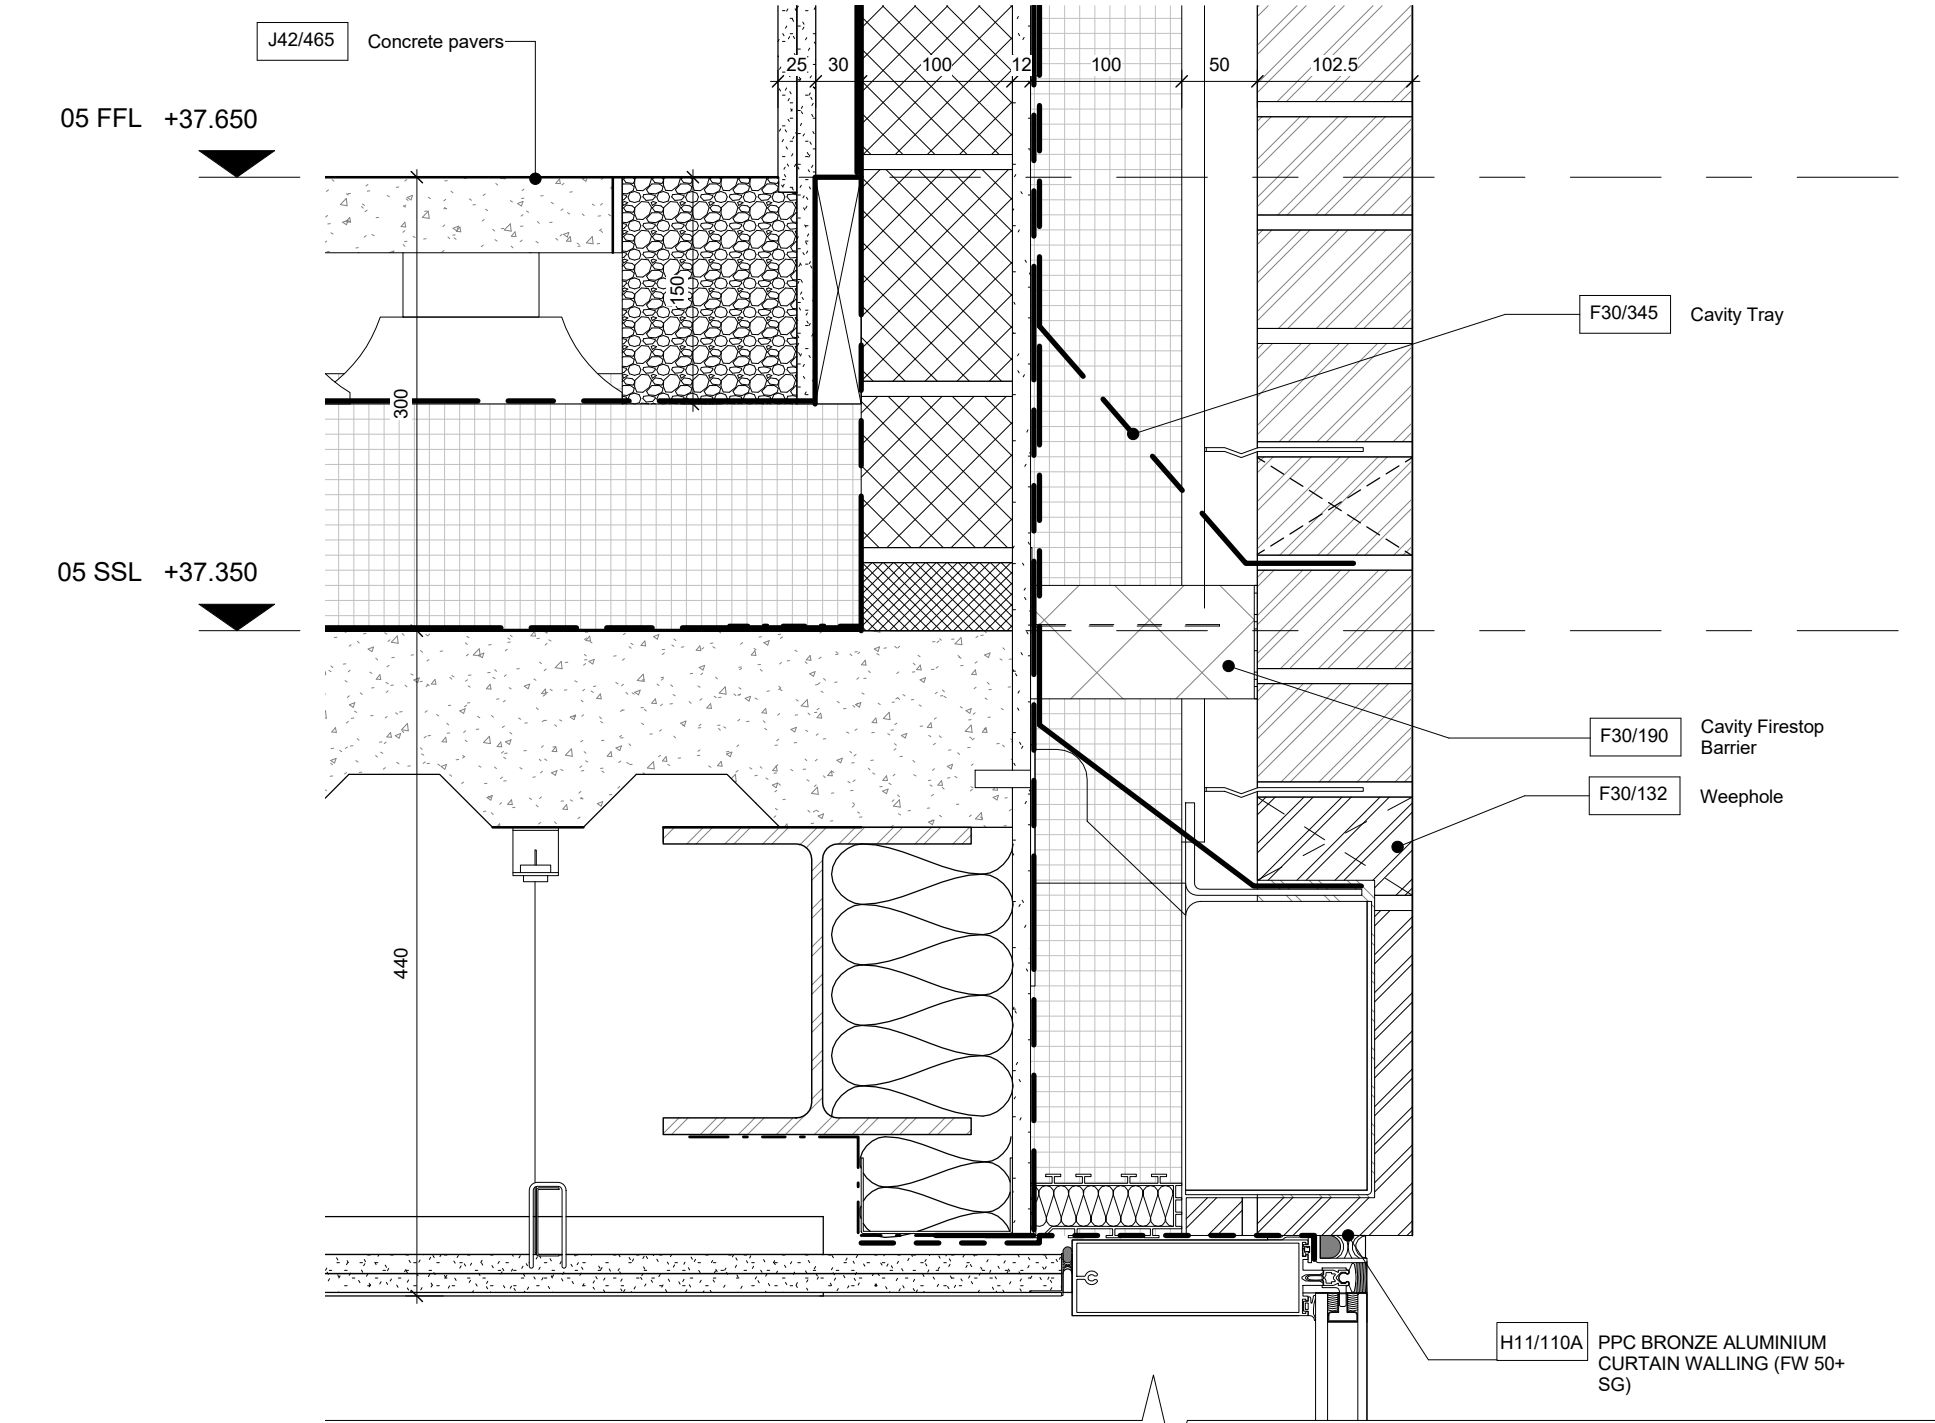 J42/465 Concrete pavers
25 30 100 12 100 50 102.5
05 FFL +37.650
150
F30/345 Cavity Tray
300
05 SSL +37.350
F30/190 Cavity Firestop
Barrier
F30/132 Weephole
440
H11/110A PPC BRONZE ALUMINIUM
CURTAIN WALLING (FW 50+
SG)